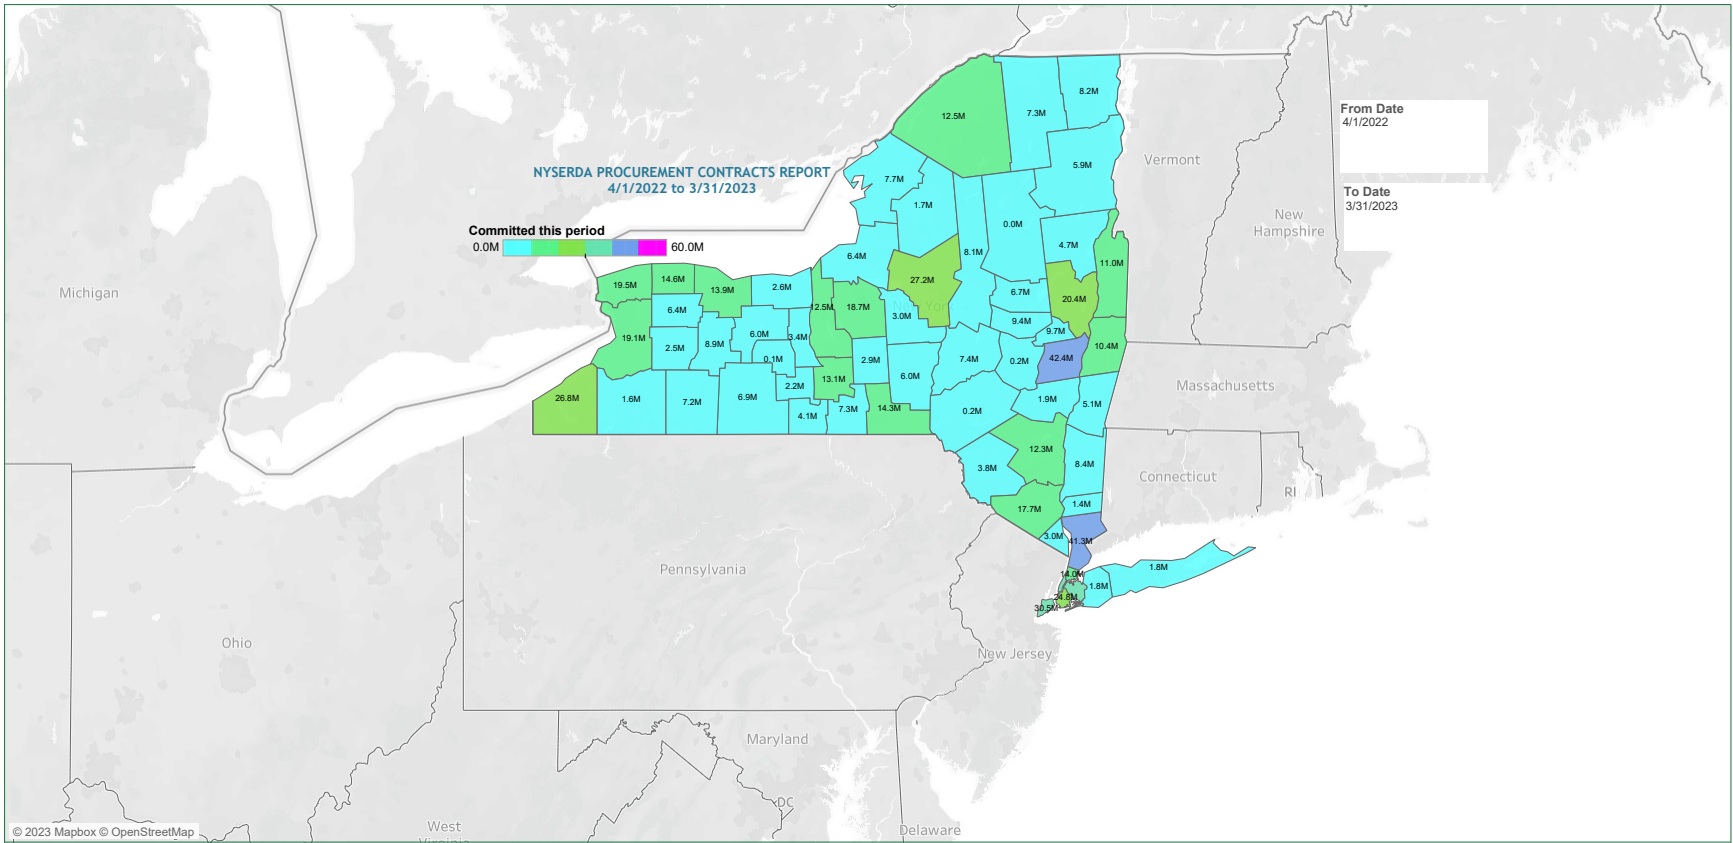 From Date
4/1/2022
To Date
3/31/2023
NYSERDA PROCUREMENT CONTRACTS REPORT
4/1/2022 to 3/31/2023
Committed this period
0.0M 60.0M
Michigan
Vermont
New
Hampshire
Massachusetts
Connecticut
RI
Pennsylvania
New Jersey
Ohio
Maryland
DC
Delaware
West
Virginia
12.5M
7.3M
8.2M
5.9M
7.7M
1.7M
0.0M
8.1M
4.7M
11.0M
6.4M
27.2M
6.7M
20.4M
19.5M
14.6M
13.9M
2.6M
12.5M
18.7M
3.0M
9.4M
9.7M
6.4M
19.1M
2.5M
8.9M
6.0M
3.4M
0.1M
2.9M
7.4M
0.2M
42.4M
10.4M
26.8M
1.6M
7.2M
6.9M
2.2M
13.1M
6.0M
4.1M
7.3M
14.3M
0.2M
1.9M
5.1M
12.3M
3.8M
8.4M
17.7M
1.4M
3.0M
41.3M
14.0M
1.8M
1.8M
24.8M
30.5M
© 2023 Mapbox © OpenStreetMap